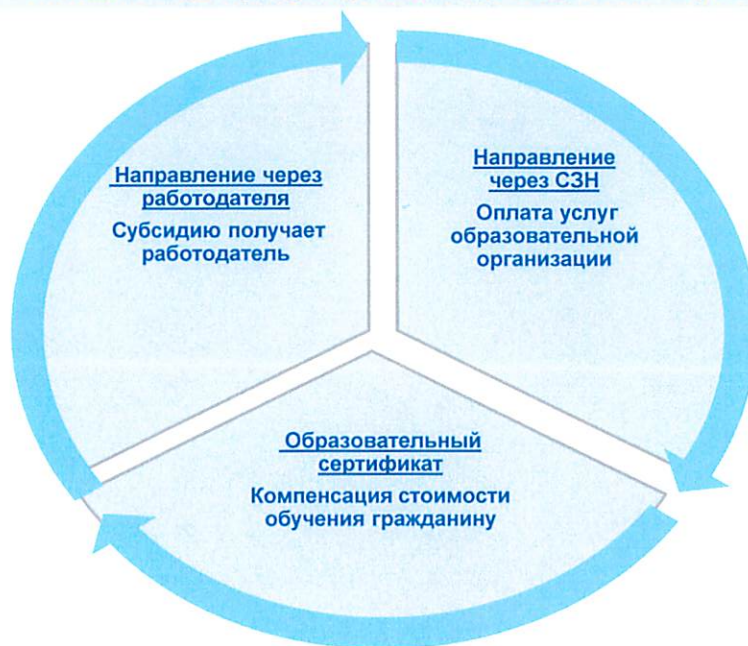 Направление через
работодателя
Субсидию получает
работодатель
Направление
через СЗН
Оплата услуг
образовательной
организации
Образовательный
сертификат
Компенсация стоимости
обучения гражданину